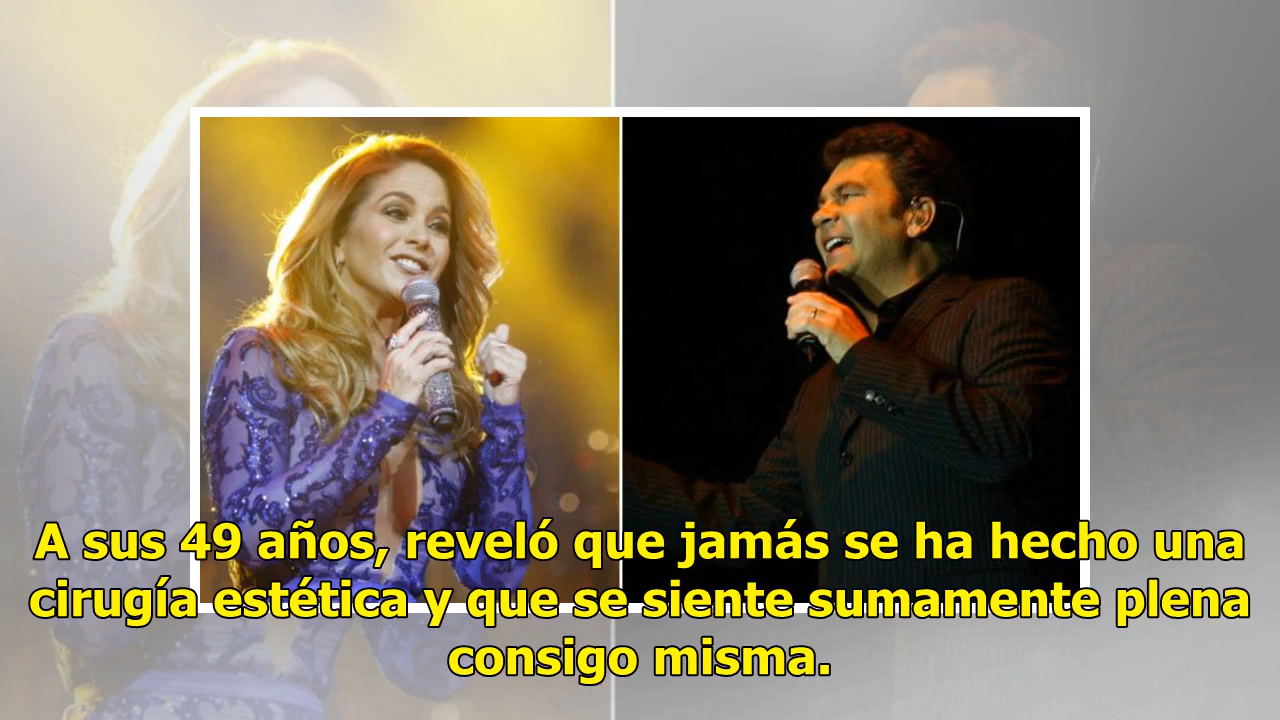 A sus 49 años, reveló que jamás se ha hecho una
cirugía estética y que se siente sumamente plena
consigo misma.